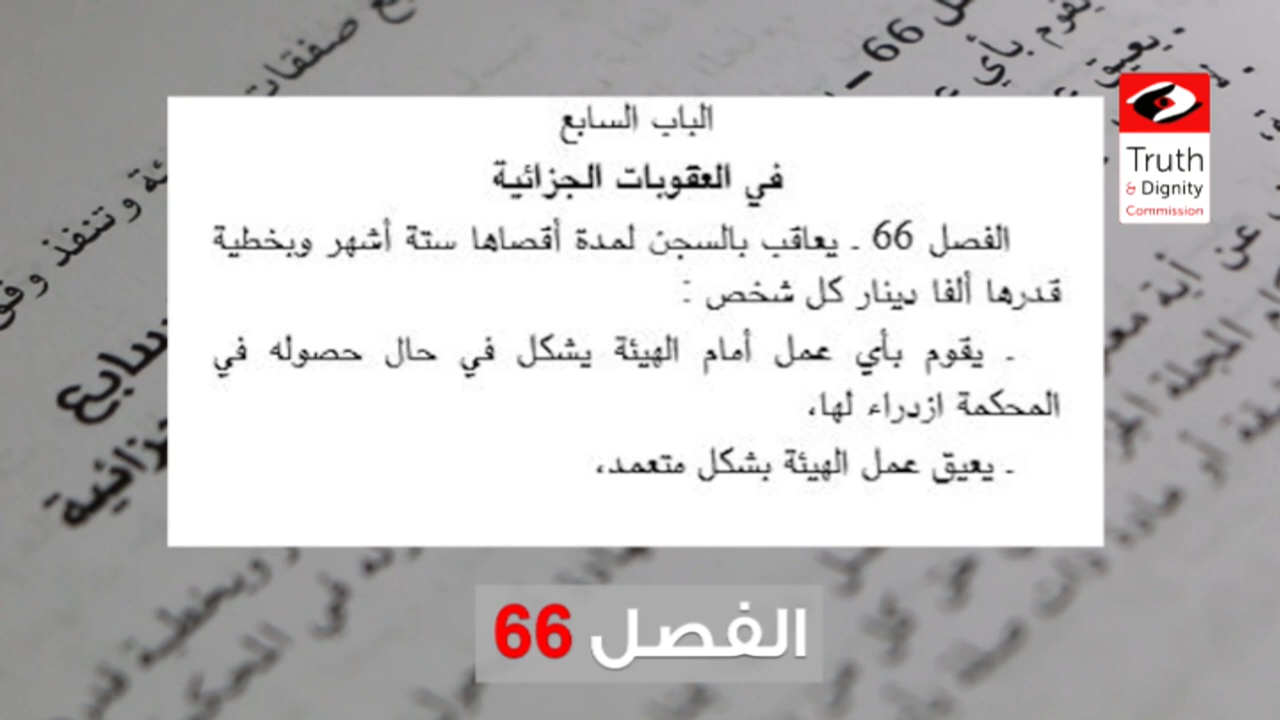 الباب السابع
في العقوبات الجزائية
الفصل 66 ـ يعاقب بالسجن لمدة أقصاها ستة أشهر وبخطية
قدرها ألفا دينار كل شخص :
ـ يقوم بأي عمل أمام الهيئة يشكل في حال حصوله في
المحكمة ازدراء لها،
ـ يعيق عمل الهيئة بشكل متعمد،
الفصل 66
Truth
& Dignity
Commission